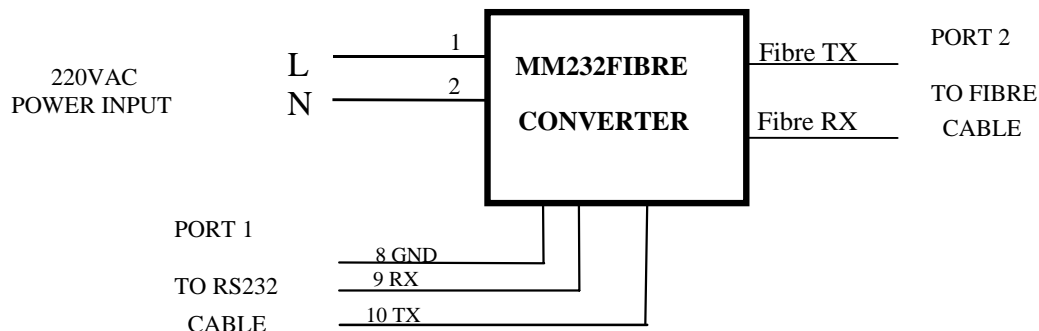 220VAC
POWER INPUT
L
N
1
2
MM232FIBRE
CONVERTER
Fibre TX
Fibre RX
PORT 2
TO FIBRE
CABLE
PORT 1
TO RS232
CABLE
8 GND
9 RX
10 TX